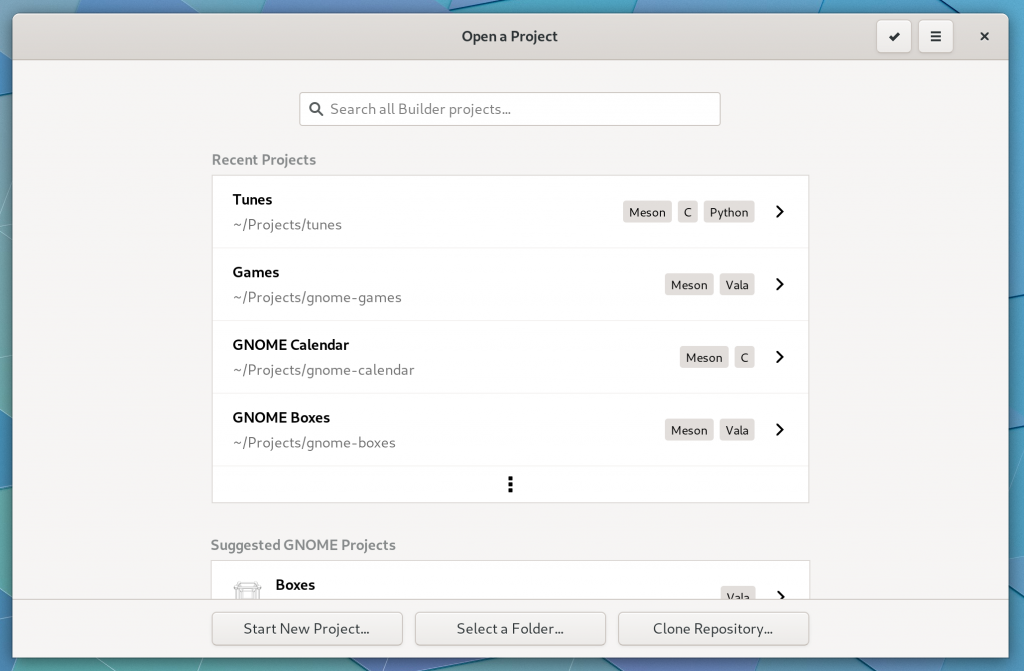 Open a Project
Search all Builder projects...
Recent Projects
Tunes
~/Projects/tunes
Meson C Python
Games
~/Projects/gnome-games
Meson Vala
GNOME Calendar
~/Projects/gnome-calendar
Meson C
GNOME Boxes
~/Projects/gnome-boxes
Meson Vala
Suggested GNOME Projects
Boxes
Vala
Start New Project... Select a Folder... Clone Repository...